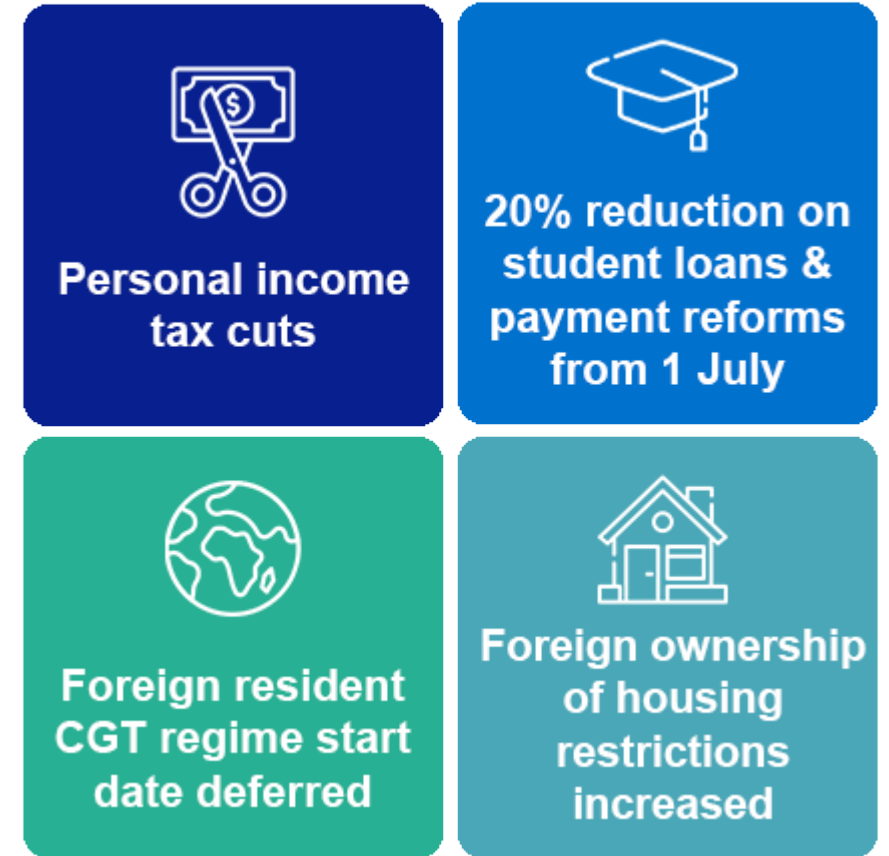 $
Personal income
tax cuts
20% reduction on
student loans &
payment reforms
from 1 July
Foreign resident
CGT regime start
date deferred
Foreign ownership
of housing
restrictions
increased